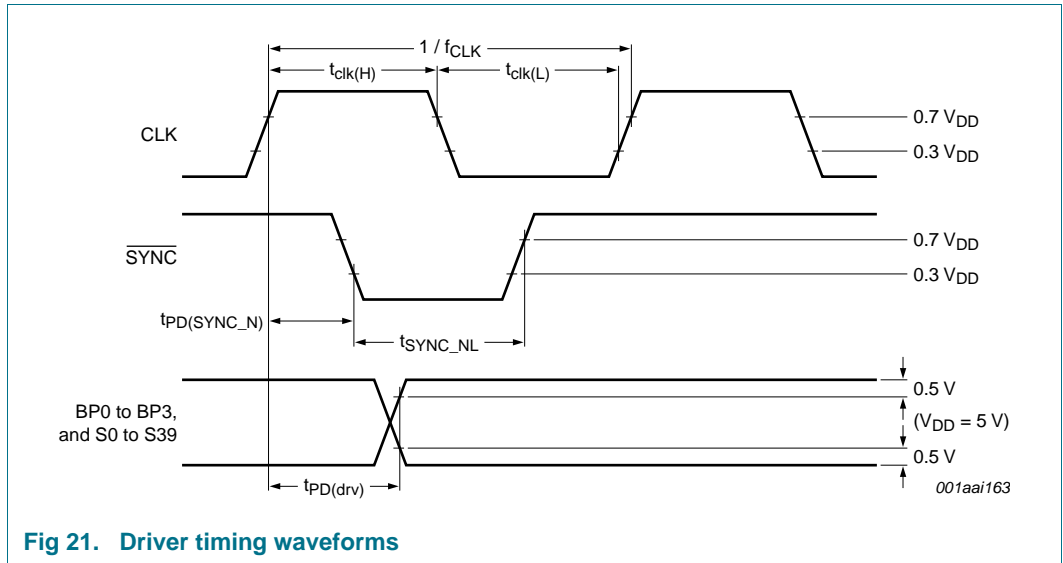 1 / fCLK
tclk(H)
tclk(L)
CLK
0.7 VDD
0.3 VDD
SYNC
0.7 VDD
0.3 VDD
tPD(SYNC_N)
tSYNC_NL
BP0 to BP3,
and S0 to S39
0.5 V
(VDD = 5 V)
0.5 V
tPD(drv)
001aai163
Fig 21. Driver timing waveforms